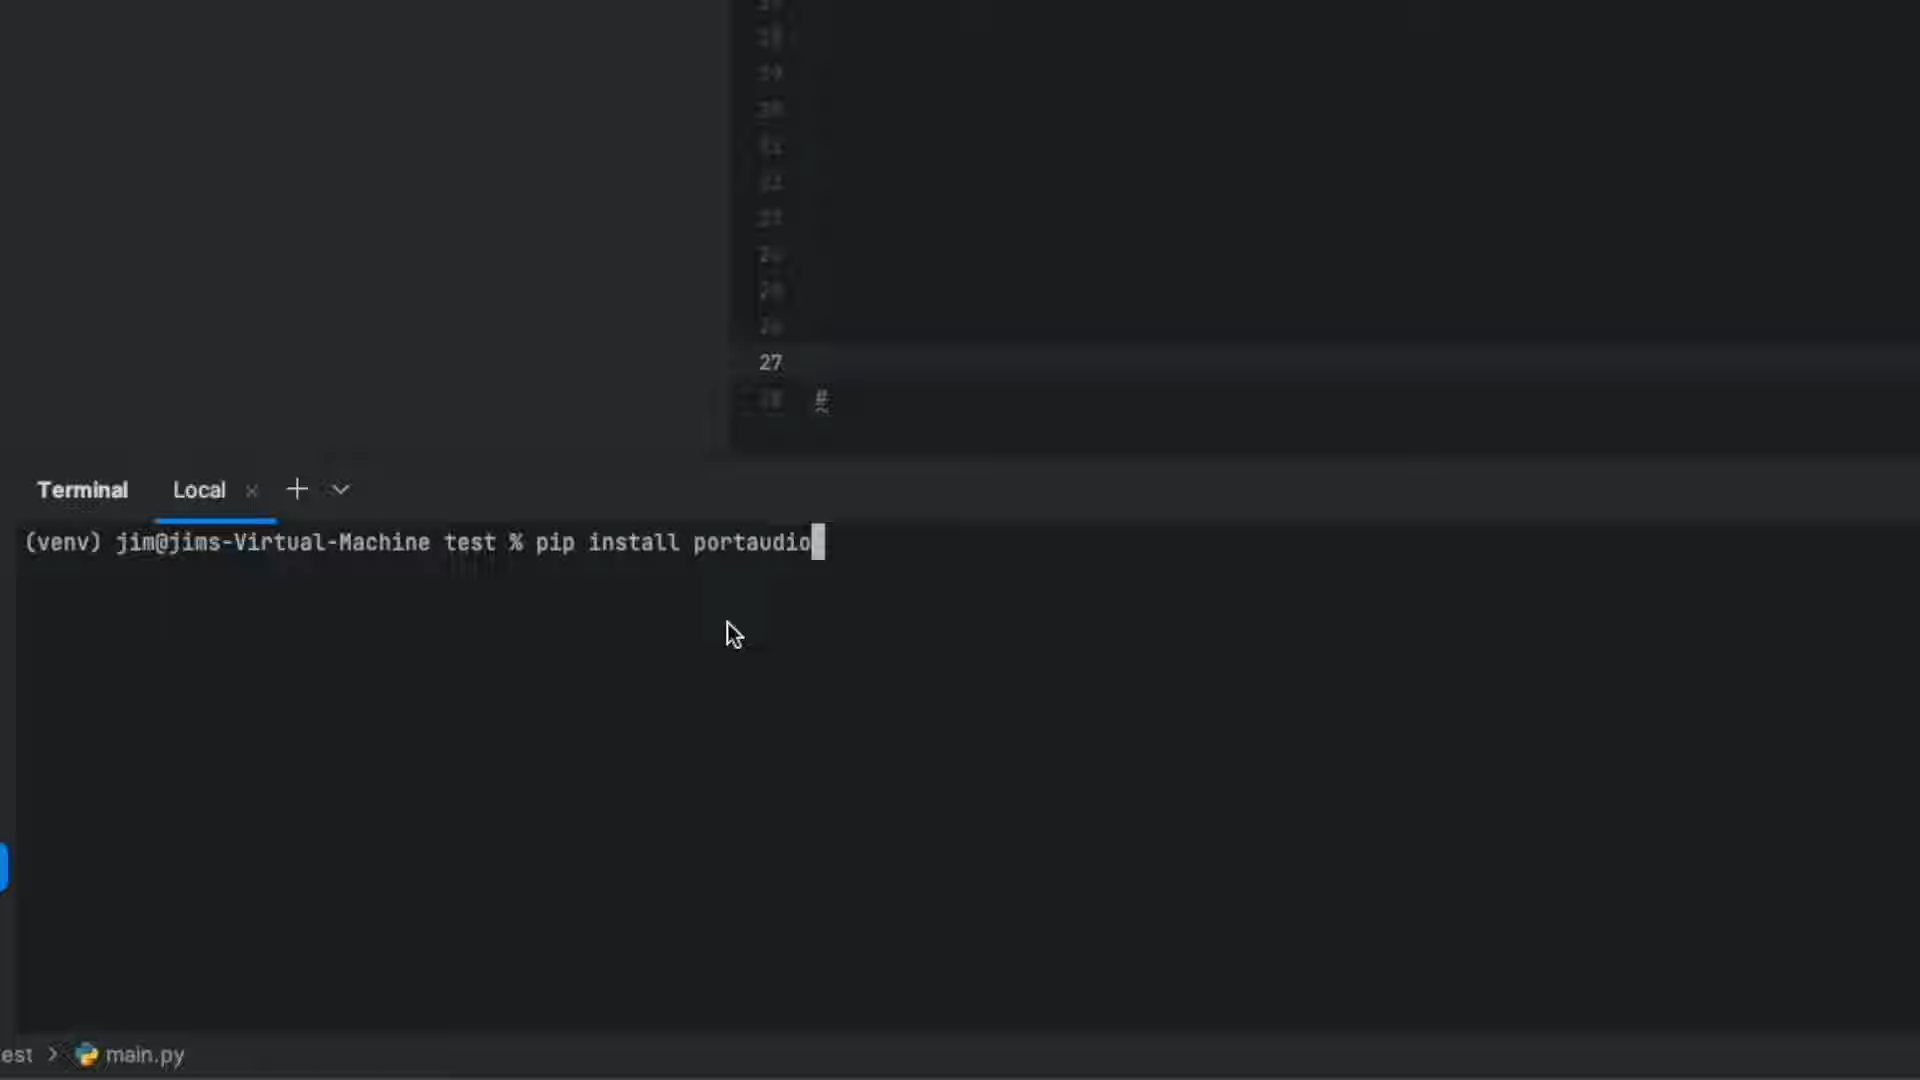 27
#
Terminal Local × + 
(venv) jim@jims-Virtual-Machine test % pip install portaudio
est > main.py